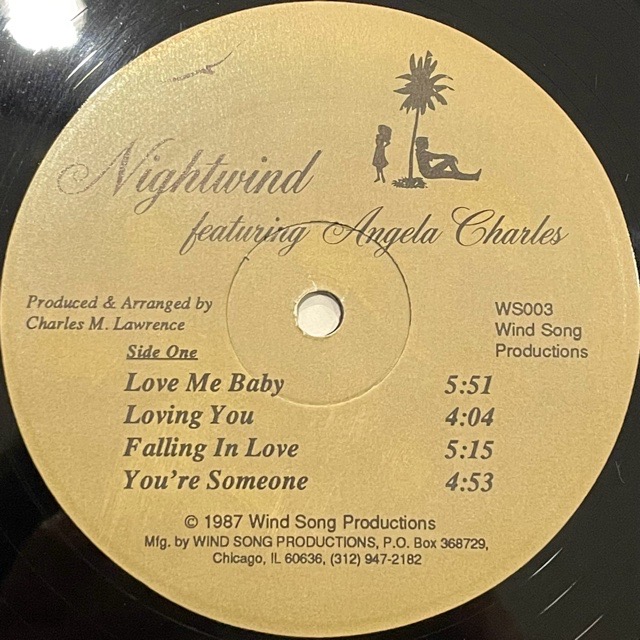 Nightwind
featuring Angela Charles
Produced & Arranged by
Charles M. Lawrence
WS003
Wind Song
Productions
Side One
Love Me Baby 5:51
Loving You 4:04
Falling In Love 5:15
You're Someone 4:53
© 1987 Wind Song Productions
Mfg. by WIND SONG PRODUCTIONS, P.O. Box 368729,
Chicago, IL 60636, (312) 947-2182